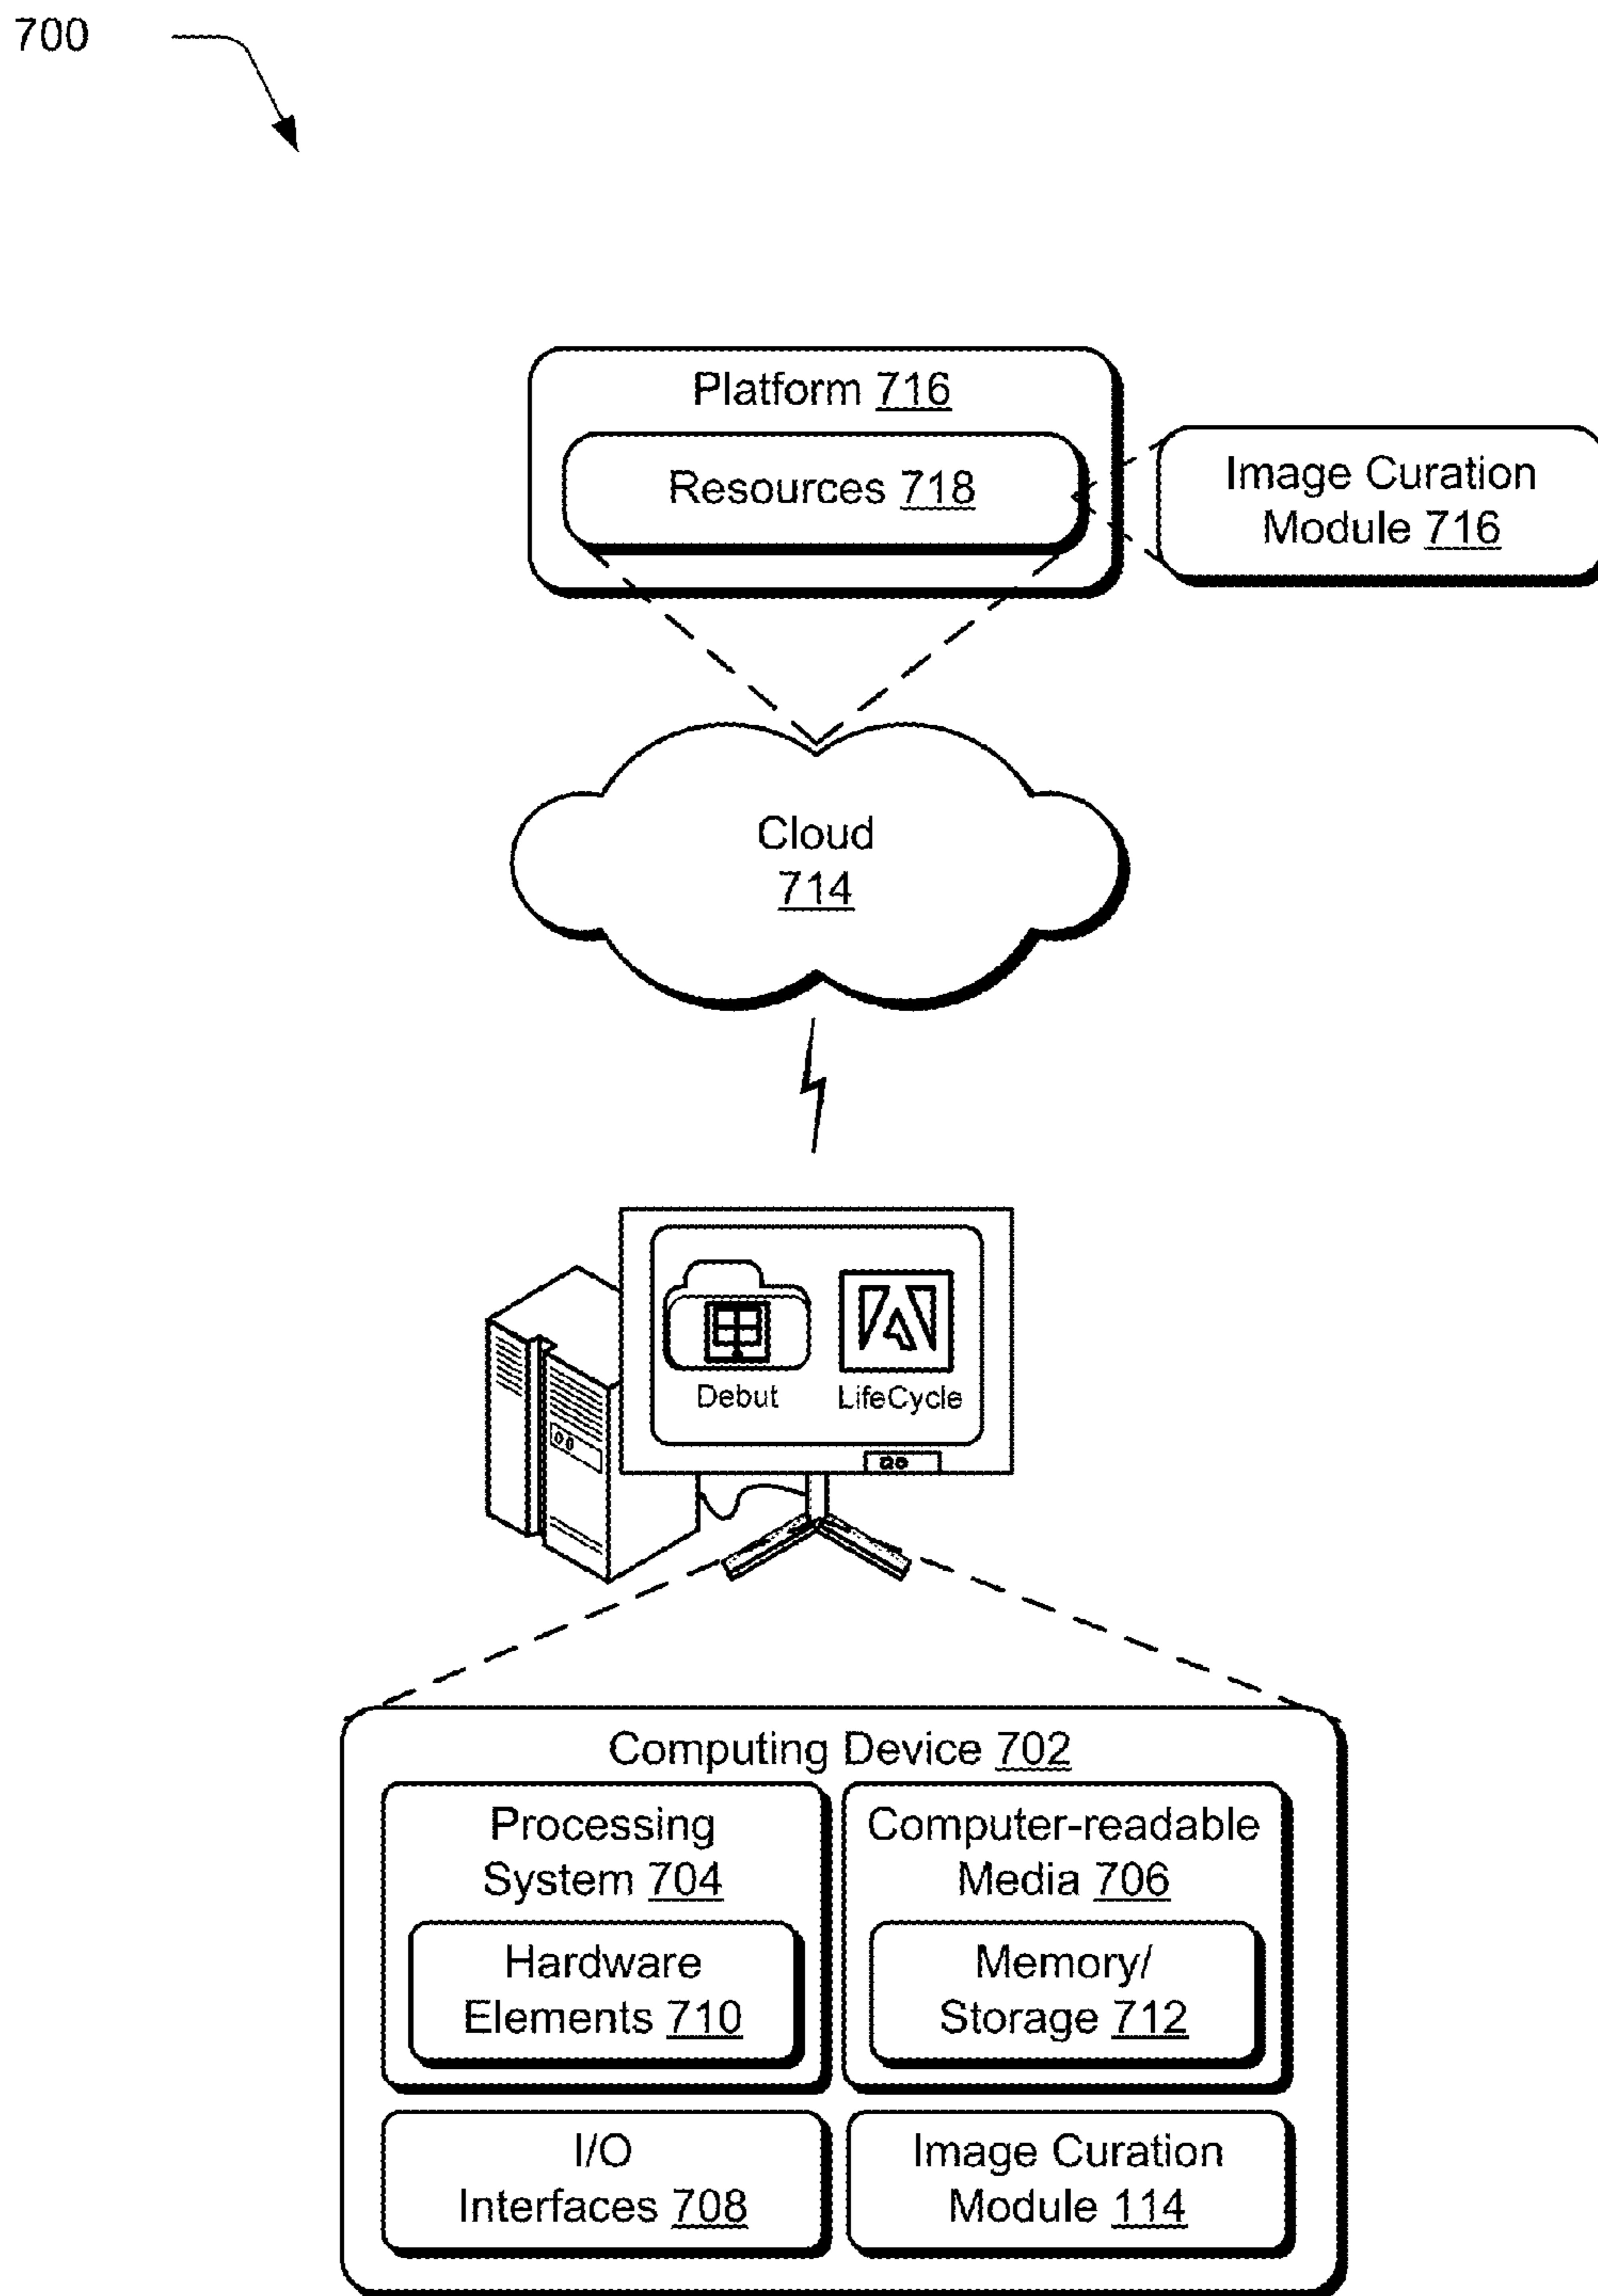 700
Platform 716
Resources 718
Image Curation
Module 716
Cloud
714
Debut
LifeCycle
Computing Device 702
Processing
System 704
Computer-readable
Media 706
Hardware
Elements 710
Memory/
Storage 712
I/O
Interfaces 708
Image Curation
Module 114